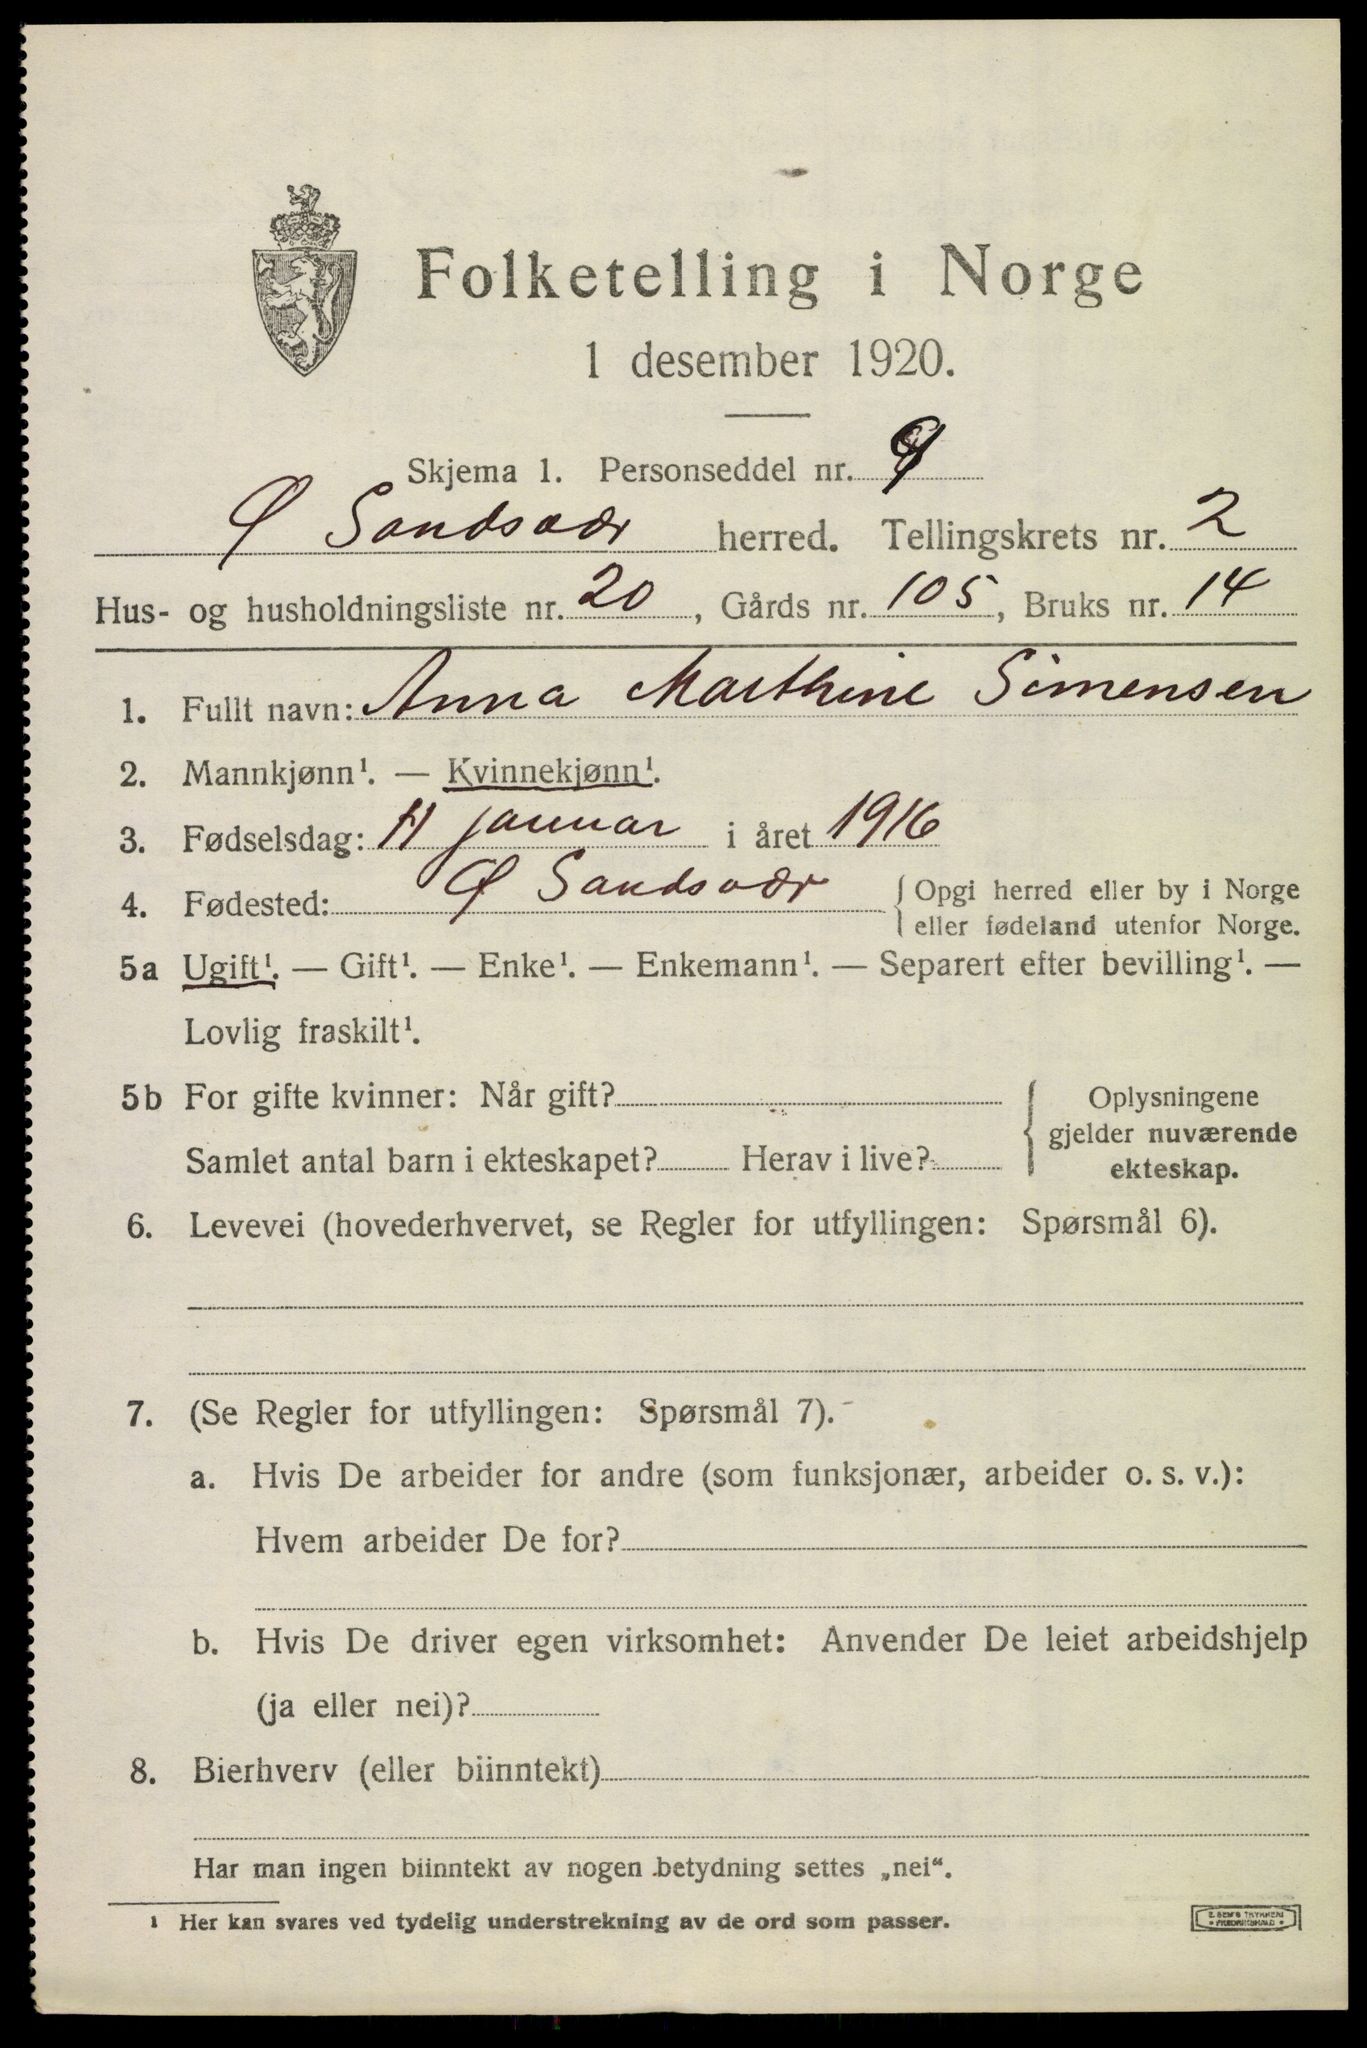 Folketelling i Norge
1 desember 1920.
Skjema 1. Personseddel nr. 9
Ø Sandsvær herred. Tellingskrets nr. 2
Hus- og husholdningsliste nr. 20, Gårds nr. 105, Bruks nr. 14
1. Fullt navn: Anna Marthine Simensen
2. Mannkjønn¹. — Kvinnekjønn¹.
3. Fødselsdag: 11 januar i året 1916
4. Fødested: Ø Sandsvær { Opgi herred eller by i Norge
eller fødeland utenfor Norge.
5a Ugift¹. — Gift¹. — Enke¹. — Enkemann¹. — Separert efter bevilling¹. —
Lovlig fraskilt¹.
5b For gifte kvinner: Når gift? { Oplysningene
gjelder nuværende
Samlet antal barn i ekteskapet? Herav i live? ekteskap.
6. Levevei (hovederhvervet, se Regler for utfyllingen: Spørsmål 6).
7. (Se Regler for utfyllingen: Spørsmål 7).
a. Hvis De arbeider for andre (som funksjonær, arbeider o. s. v.):
Hvem arbeider De for?
b. Hvis De driver egen virksomhet: Anvender De leiet arbeidshjelp
(ja eller nei)?
8. Bierhverv (eller biinntekt)
Har man ingen biinntekt av nogen betydning settes „nei“.
¹ Her kan svares ved tydelig understrekning av de ord som passer.
E. SEM'S TRYKKERI
• FREDRIKSHALD •